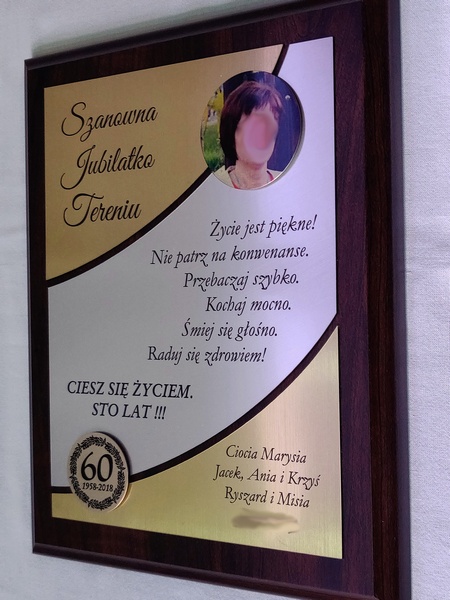 Szanowna
Jubilatko
Tereniu
Życie jest piękne!
Nie patrz na konwenanse.
Przebaczaj szybko.
Kochaj mocno.
Śmiej się głośno.
Raduj się zdrowiem!
CIESZ SIĘ ŻYCIEM.
STO LAT !!!
60
1958-2018
Ciocia Marysia
Jacek, Ania i Krzyś
Ryszard i Misia